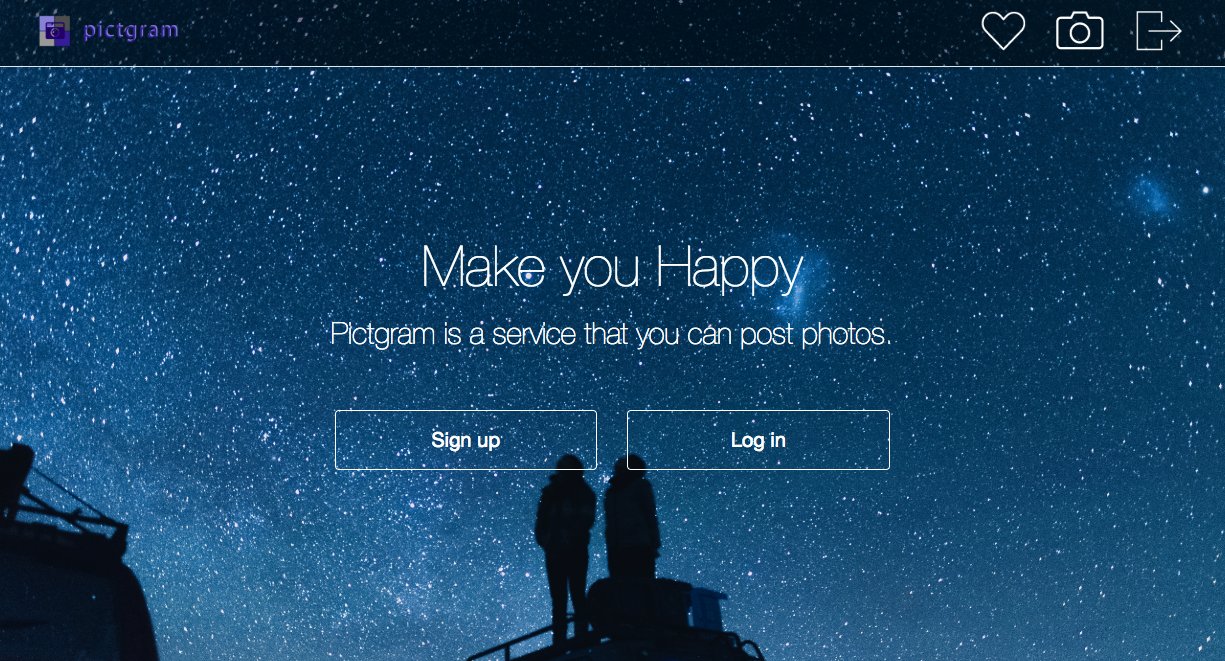 pictgram
Make you Happy
Pictgram is a service that you can post photos.
Sign up
Log in